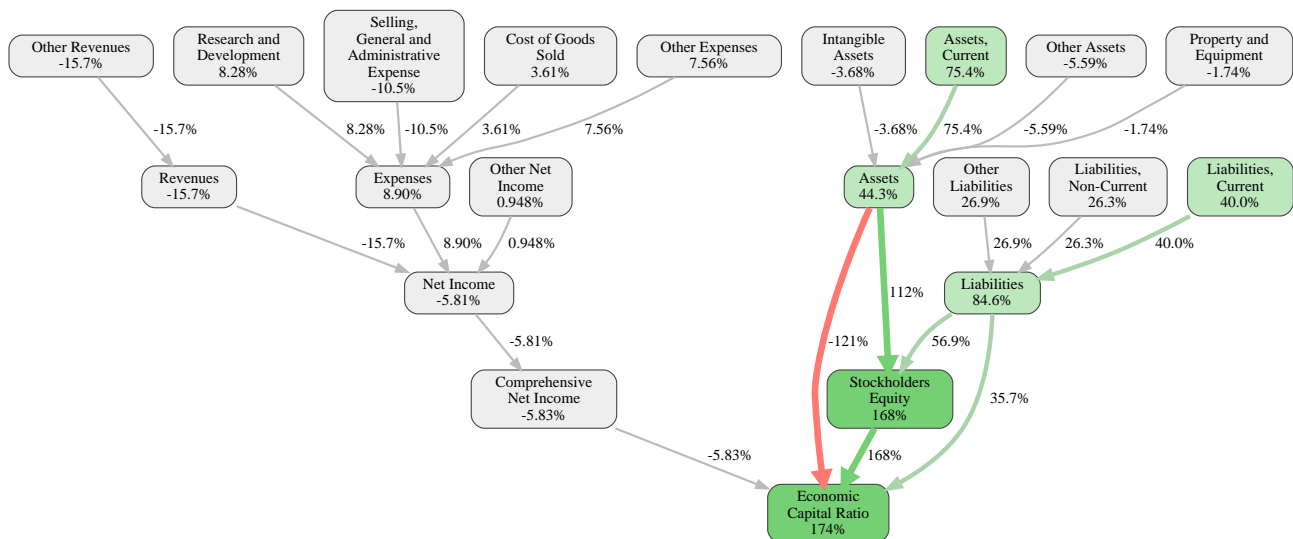 Other Revenues
-15.7%
Research and
Development
8.28%
Selling,
General and
Administrative
Expense
-10.5%
Cost of Goods
Sold
3.61%
Other Expenses
7.56%
Intangible
Assets
-3.68%
Assets,
Current
75.4%
Other Assets
-5.59%
Property and
Equipment
-1.74%
-15.7%
8.28%
-10.5%
3.61%
7.56%
-3.68%
75.4%
-5.59%
-1.74%
Revenues
-15.7%
Expenses
8.90%
Other Net
Income
0.948%
Assets
44.3%
Other
Liabilities
26.9%
Liabilities,
Non-Current
26.3%
Liabilities,
Current
40.0%
-15.7%
8.90%
0.948%
26.9%
26.3%
40.0%
Net Income
-5.81%
112%
Liabilities
84.6%
-5.81%
-121%
56.9%
Comprehensive
Net Income
-5.83%
Stockholders
Equity
168%
35.7%
-5.83%
168%
Economic
Capital Ratio
174%